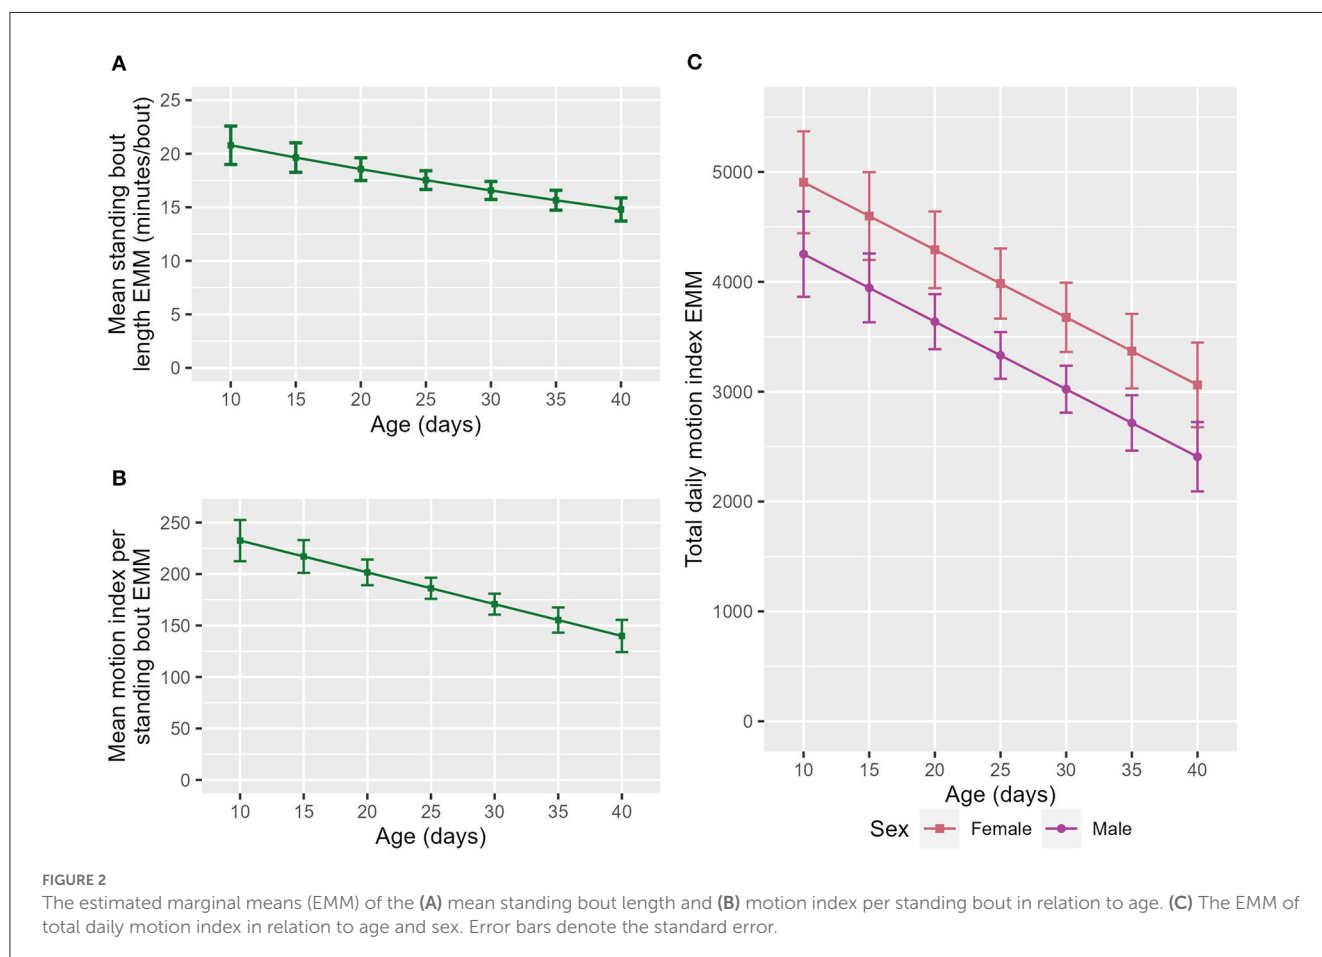 A
Mean standing bout
length EMM (minutes/bout)
25
20
15
10
5
0
10 15 20 25 30 35 40
Age (days)
B
Mean motion index per
standing bout EMM
250
200
150
100
50
0
10 15 20 25 30 35 40
Age (days)
C
Total daily motion index EMM
5000
4000
3000
2000
1000
0
10 15 20 25 30 35 40
Age (days)
Sex Female Male
FIGURE 2
The estimated marginal means (EMM) of the (A) mean standing bout length and (B) motion index per standing bout in relation to age. (C) The EMM of
total daily motion index in relation to age and sex. Error bars denote the standard error.